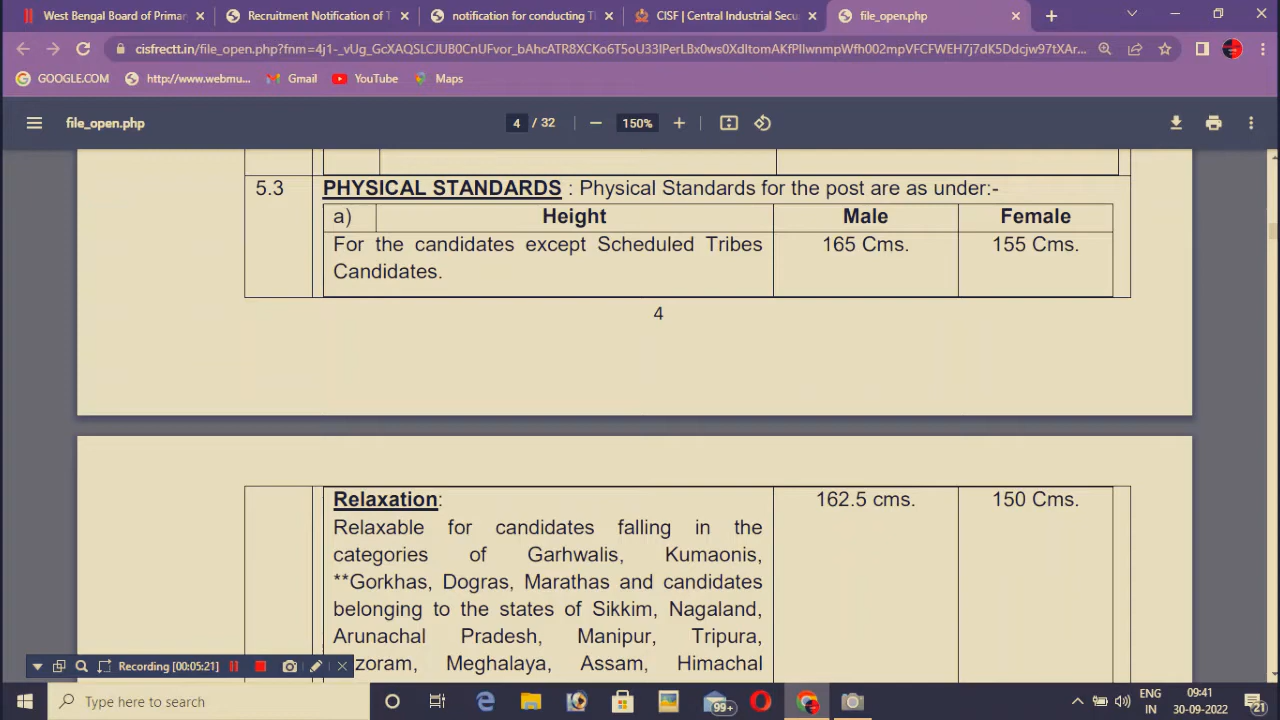 West Bengal Board of Primar
Recruitment Notification of T
notification for conducting T
CISF | Central Industrial Secu
file_open.php
cisfrectt.in/file_open.php?fnm=4j1-_vUg_GcXAQSLCJUB0CnUFvor_bAhcATR8XCKo6T5oU33IPerLBx0ws0XdItomAKfPIIwnmpWfh002mpVFCFWEH7j7dK5Ddcjw97tXAr...
GOOGLE.COM
http://www.webmu...
Gmail
YouTube
Maps
file_open.php
4 / 32
150%
5.3
PHYSICAL STANDARDS : Physical Standards for the post are as under:-
a) Height Male Female
For the candidates except Scheduled Tribes 165 Cms. 155 Cms.
Candidates.
4
Relaxation: 162.5 cms. 150 Cms.
Relaxable for candidates falling in the
categories of Garhwalis, Kumaonis,
**Gorkhas, Dogras, Marathas and candidates
belonging to the states of Sikkim, Nagaland,
Arunachal Pradesh, Manipur, Tripura,
zoram, Meghalaya, Assam, Himachal
Recording [00:05:21]
Type here to search
99+
ENG
IN
09:41
30-09-2022
21